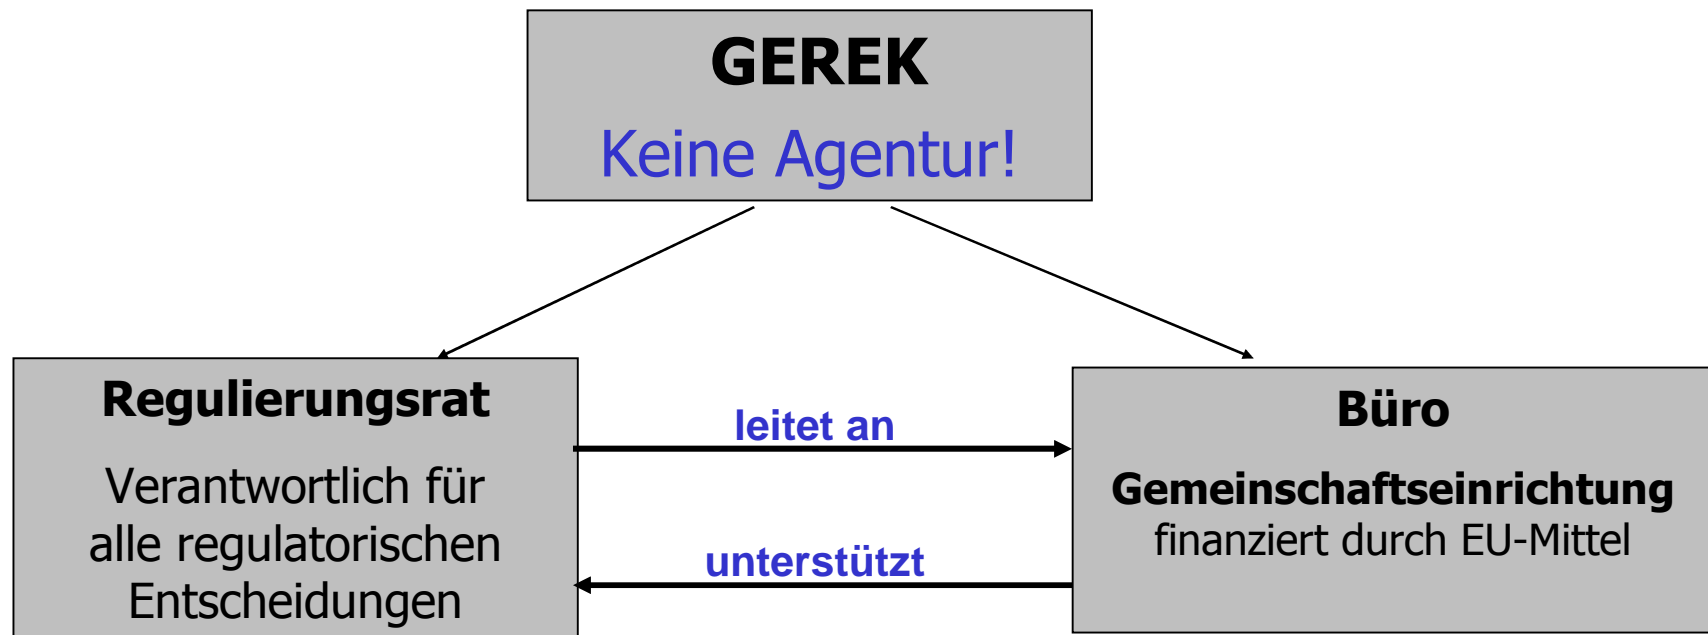 GEREK
Keine Agentur!
Regulierungsrat
Verantwortlich für
alle regulatorischen
Entscheidungen
leitet an
unterstützt
Büro
Gemeinschaftseinrichtung
finanziert durch EU-Mittel